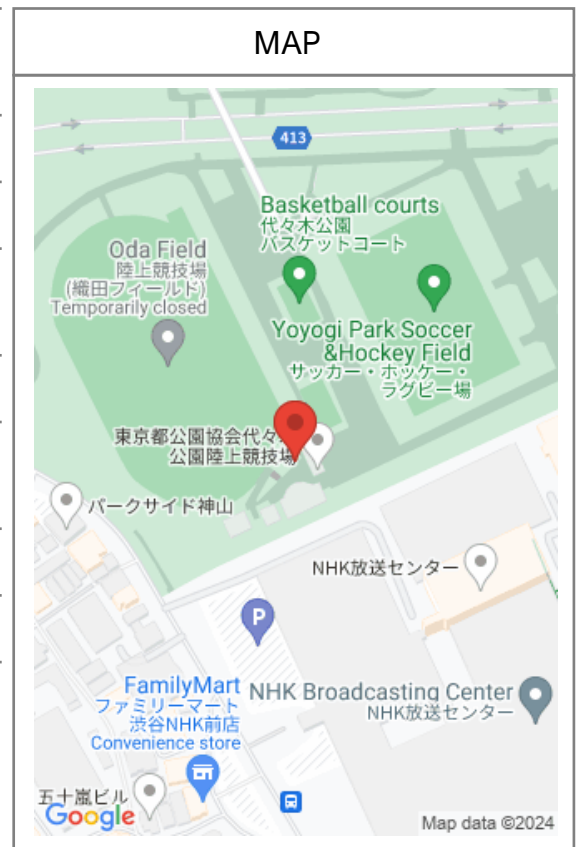 MAP
413
Basketball courts
代々木公園
バスケットコート
Oda Field
陸上競技場
(織田フィールド)
Temporarily closed
Yoyogi Park Soccer
&Hockey Field
サッカー・ホッケー・
ラグビー場
東京都公園協会代々
公園陸上競技場
パークサイド神山
NHK放送センター
P
FamilyMart
ファミリーマート
渋谷NHK前店
Convenience store
NHK Broadcasting Center
NHK放送センター
五十嵐ビル
Google
Map data ©2024